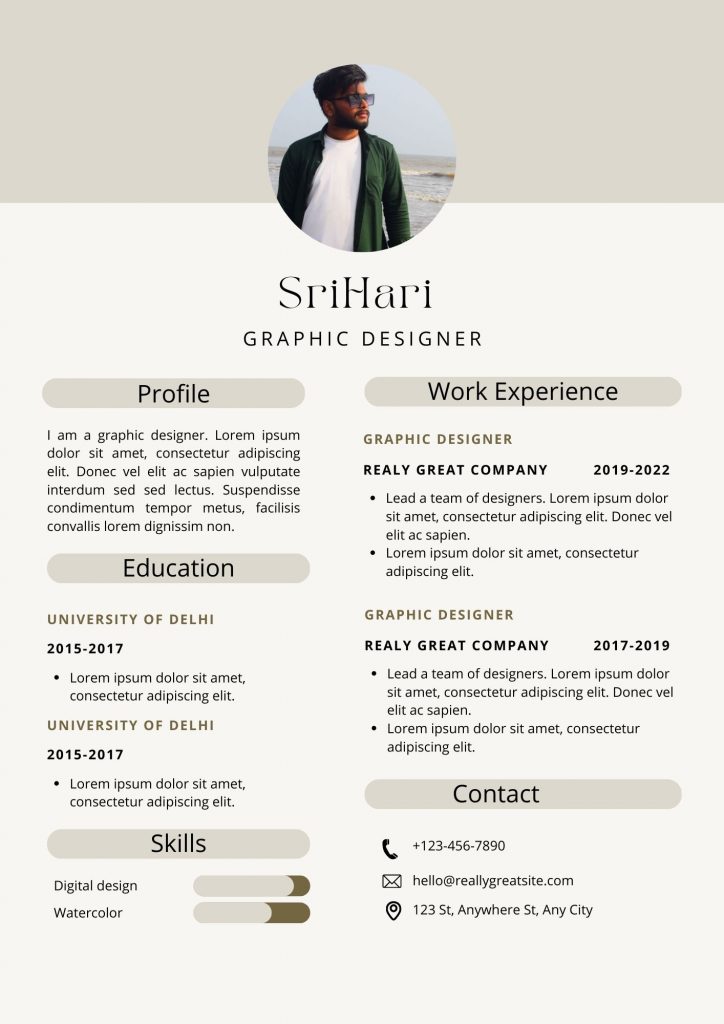 SriHari
GRAPHIC DESIGNER
Profile
I am a graphic designer. Lorem ipsum
dolor sit amet, consectetur adipiscing
elit. Donec vel elit ac sapien vulputate
interdum sed sed lectus. Suspendisse
condimentum tempor metus, facilisis
convallis lorem dignissim non.
Education
UNIVERSITY OF DELHI
2015-2017
• Lorem ipsum dolor sit amet,
consectetur adipiscing elit.
UNIVERSITY OF DELHI
2015-2017
• Lorem ipsum dolor sit amet,
consectetur adipiscing elit.
Skills
Digital design
Watercolor
Work Experience
GRAPHIC DESIGNER
REALY GREAT COMPANY 2019-2022
• Lead a team of designers. Lorem ipsum dolor
sit amet, consectetur adipiscing elit. Donec vel
elit ac sapien.
• Lorem ipsum dolor sit amet, consectetur
adipiscing elit.
GRAPHIC DESIGNER
REALY GREAT COMPANY 2017-2019
• Lead a team of designers. Lorem ipsum dolor
sit amet, consectetur adipiscing elit. Donec vel
elit ac sapien.
• Lorem ipsum dolor sit amet, consectetur
adipiscing elit.
Contact
+123-456-7890
hello@reallygreatsite.com
123 St, Anywhere St, Any City